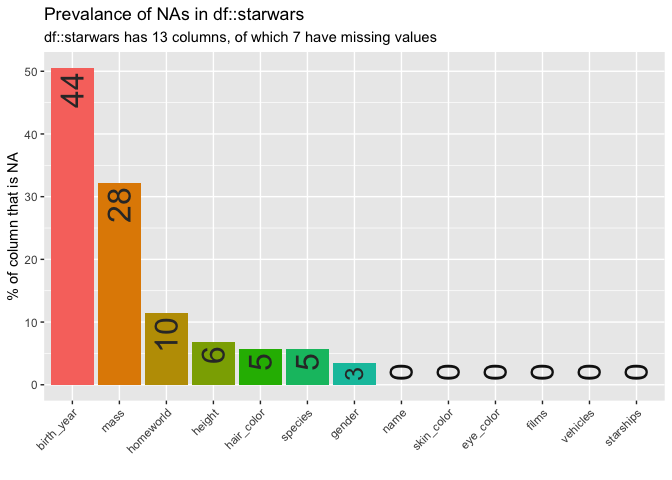 Prevalance of NAs in df::starwars
df::starwars has 13 columns, of which 7 have missing values
% of column that is NA
50
40
30
20
10
0
44
28
10
6
5
5
3
0
0
0
0
0
0
birth_year
mass
homeworld
height
hair_color
species
gender
name
skin_color
eye_color
films
vehicles
starships